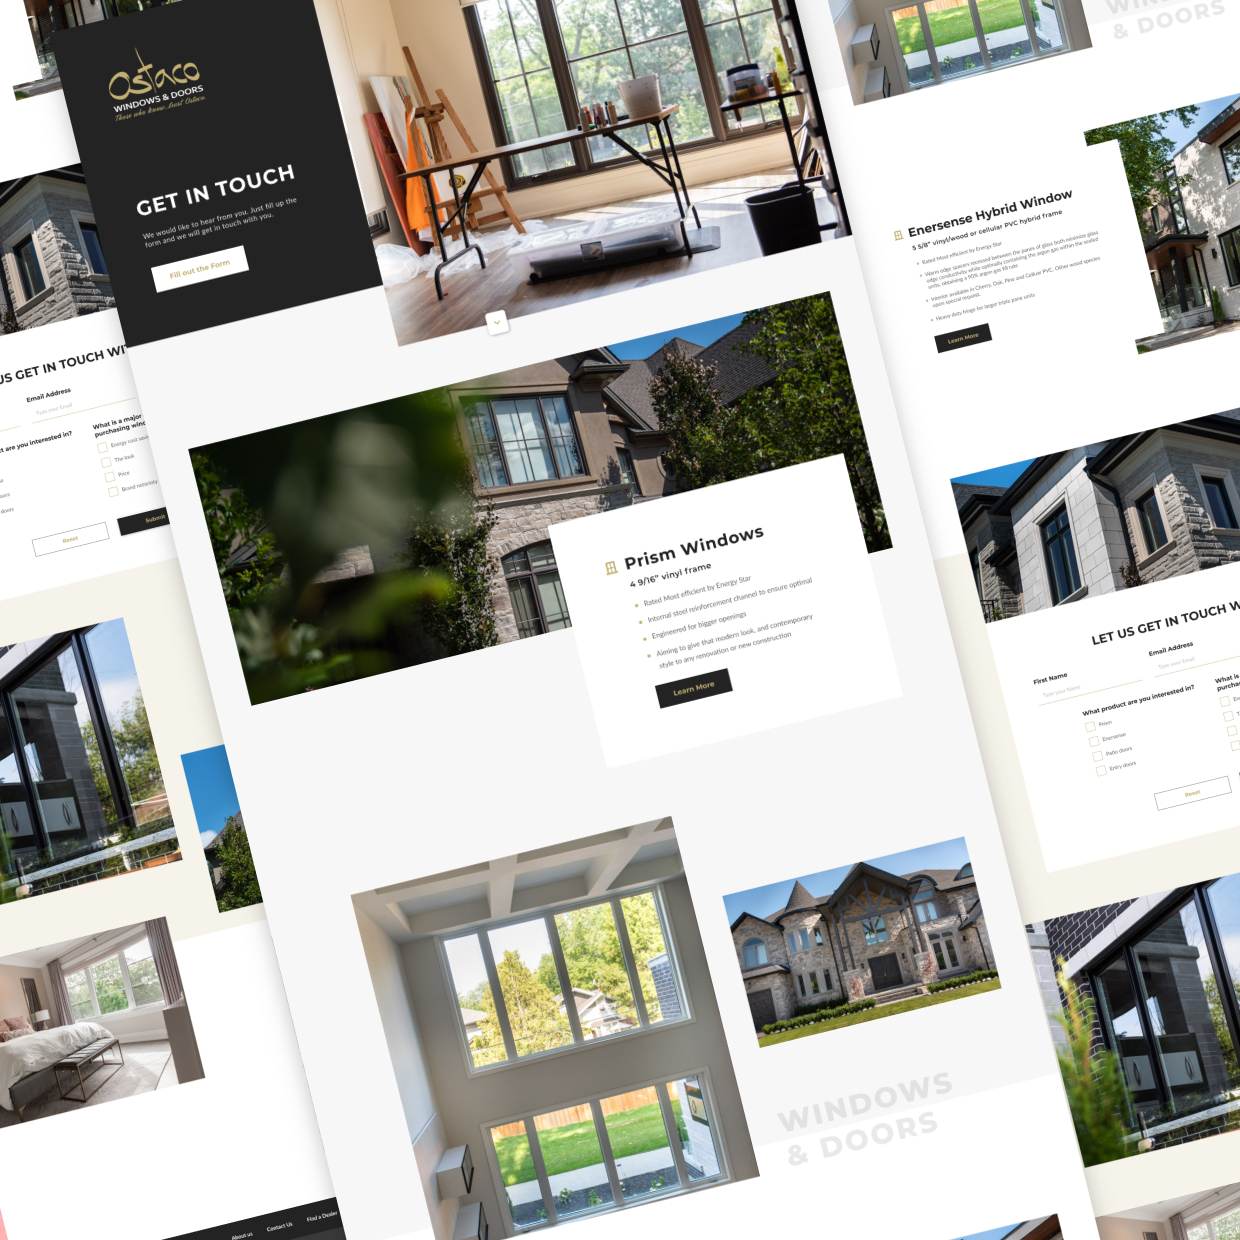 Ostaco
WINDOWS & DOORS
Those who know...trust Ostaco.
GET IN TOUCH
We would like to hear from you. Just fill up the
form and we will get in touch with you.
Fill out the Form
Prism Windows
4 9/16" vinyl frame
Rated Most efficient by Energy Star
Internal steel reinforcement channel to ensure optimal
Engineered for bigger openings
Aiming to give that modern look, and contemporary
style to any renovation or new construction
Learn More
WINDOWS
& DOORS
US GET IN TOUCH WI
Email Address
Type your Email
ct are you interested in?
What is a major
purchasing wind
Energy cost sav
The look
Price
Brand notoriety
doors
Reset
Submit
About us
Contact Us
Find a Dealer
WINDOWS
& DOORS
Enersense Hybrid Window
5 5/8" vinyl/wood or cellular PVC hybrid frame
Rated Most efficient by Energy Star
Warm edge spacers recessed between the panes of glass both minimize glass
edge conductivity while optimally containing the argon gas within the sealed
units, obtaining a 90% argon gas fill rate
Interior available in Cherry, Oak, Pine and Cellular PVC. Other wood species
upon special request.
Heavy duty hinge for larger triple pane units
Learn More
LET US GET IN TOUCH W
First Name
Type your Name
Email Address
Type your Email
What product are you interested in?
What is
purchas
Prism
Enersense
Patio doors
Entry doors
Reset